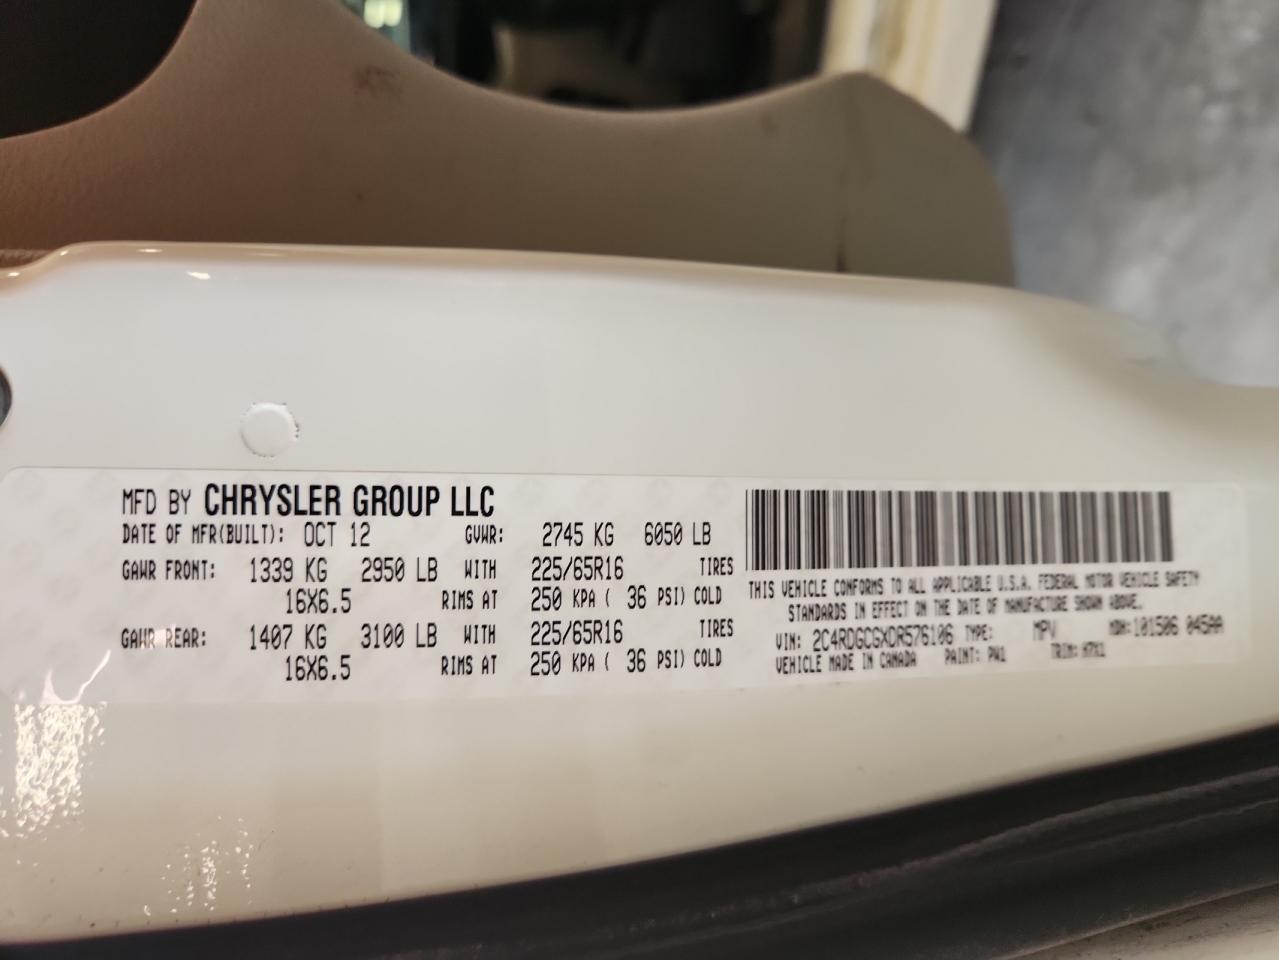 MFD BY CHRYSLER GROUP LLC
DATE OF MFR(BUILT): OCT 12 GVWR: 2745 KG 6050 LB
GAWR FRONT: 1339 KG 2950 LB WITH 225/65R16 TIRES
16X6.5 RIMS AT 250 KPA ( 36 PSI) COLD
GAWR REAR: 1407 KG 3100 LB WITH 225/65R16 TIRES
16X6.5 RIMS AT 250 KPA ( 36 PSI) COLD
THIS VEHICLE CONFORMS TO ALL APPLICABLE U.S.A. FEDERAL MOTOR VEHICLE SAFETY
STANDARDS IN EFFECT ON THE DATE OF MANUFACTURE SHOWN ABOVE.
VIN: 2C4RDGCGXDR576106 TYPE: MPV MDH:101506 045AA
VEHICLE MADE IN CANADA PAINT: PW1 TRIM: